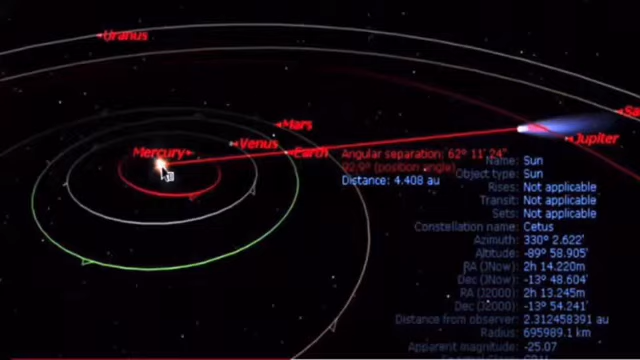 Uranus
Sa
Mars
Jupiter
Venus
Mercury
Earth
Angular separation: 62° 11' 24"
92.9° (position angle)
Distance: 4.408 au
Name: Sun
Object type: Sun
Rises: Not applicable
Transit: Not applicable
Sets: Not applicable
Constellation name: Cetus
Azimuth: 330° 2.622'
Altitude: -89° 58.905'
RA (JNow): 2h 14.220m
Dec (JNow): -13° 48.604'
RA (J2000): 2h 13.245m
Dec (J2000): -13° 54.241'
Distance from observer: 2.312458391 au
Radius: 695989.1 km
Apparent magnitude: -25.07